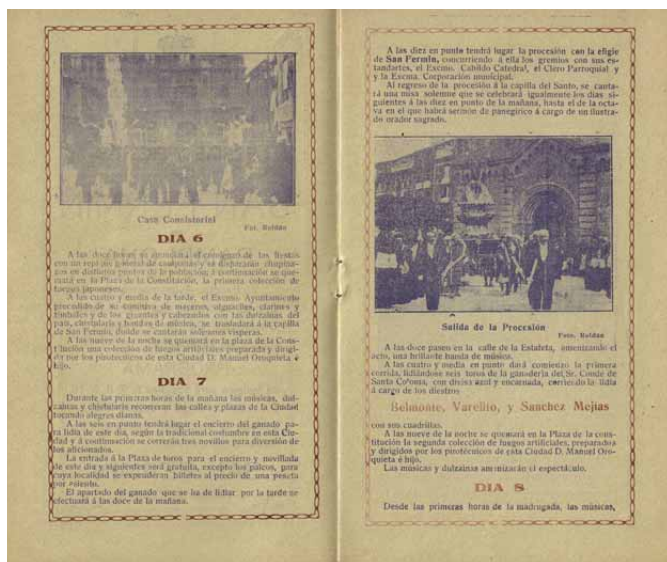 Casa Consistorial
Fot. Roldan
DIA 6
A las doce horas se anunciará el comienzo de las fiestas
con un repique general de campanas y se dispararán chupina-
zos en distintos puntos de la población; á continuación se que-
mará en la Plaza de la Constitución, la primera colección de
fuegos japoneses.
A las cuatro y media de la tarde, el Excmo. Ayuntamiento
precedido de su comitiva de maceros, alguaciles, clarines y
timbales y de los gigantes y cabezudos con las dulzainas del
país, chistularis y bandas de música, se trasladará á la capilla
de San Fermín, donde se cantarán solemnes vísperas.
A las nueve de la noche se quemará en la plaza de la Cons-
titución una colección de fuegos artificiales preparada y dirigi-
da por los pirotécnicos de esta Ciudad D. Manuel Oroquieta é
hijo.
DIA 7
Durante las primeras horas de la mañana las músicas, dul-
zainas y chistularis recorreran las calles y plazas de la Ciudad
tocando alegres dianas.
A las seis en punto tendrá lugar el encierro del ganado pa-
ra lidia de este dia, según la tradicional costumbre en esta Ciu-
dad y á continuación se correrán tres novillos para diversión de
los aficionados.
La entrada á la Plaza de toros para el encierro y novillada
de este dia y siguientes será gratuita, excepto los palcos, para
cuya localidad se expenderán billetes al precio de una peseta
por asiento.
El apartado del ganado que se ha de lidiar por la tarde se
efectuará á las doce de la mañana.
A las diez en punto tendrá lugar la procesión con la efigie
de San Fermin, concurriendo á ella los gremios con sus es-
tandartes, el Excmo. Cabildo Catedral, el Clero Parroquial y
y la Excma. Corporación municipal.
Al regreso de la procesión á la capilla del Santo, se canta-
rá una misa solemne que se celebrará igualmente los días si-
guientes á las diez en punto de la mañana, hasta el de la octa-
va en el que habrá sermón de panegirico á cargo de un ilustra-
do orador sagrado.
Salida de la Procesión
Foto. Roldan
A las doce paseo en la calle de la Estafeta, amenizando el
acto, una brillante banda de música.
A las cuatro y media en punto dará comienzo la primera
corrida, lidiándose seis toros de la ganadería del Sr. Conde de
Santa Coloma, con divisa azul y encarnada, corriendo la lidia
á cargo de los diestros
Belmonte, Varelito, y Sanchez Mejias
con sus cuadrillas.
A las nueve de la noche se quemará en la Plaza de la cons-
titución la segunda colección de fuegos artificiales, preparados
y dirigidos por los pirotécnicos de esta Ciudad D. Manuel Oro-
quieta é hijo.
Las músicas y dulzainas amenizarán el espectáculo.
DIA 8
Desde las primeras horas de la madrugada, las músicas,